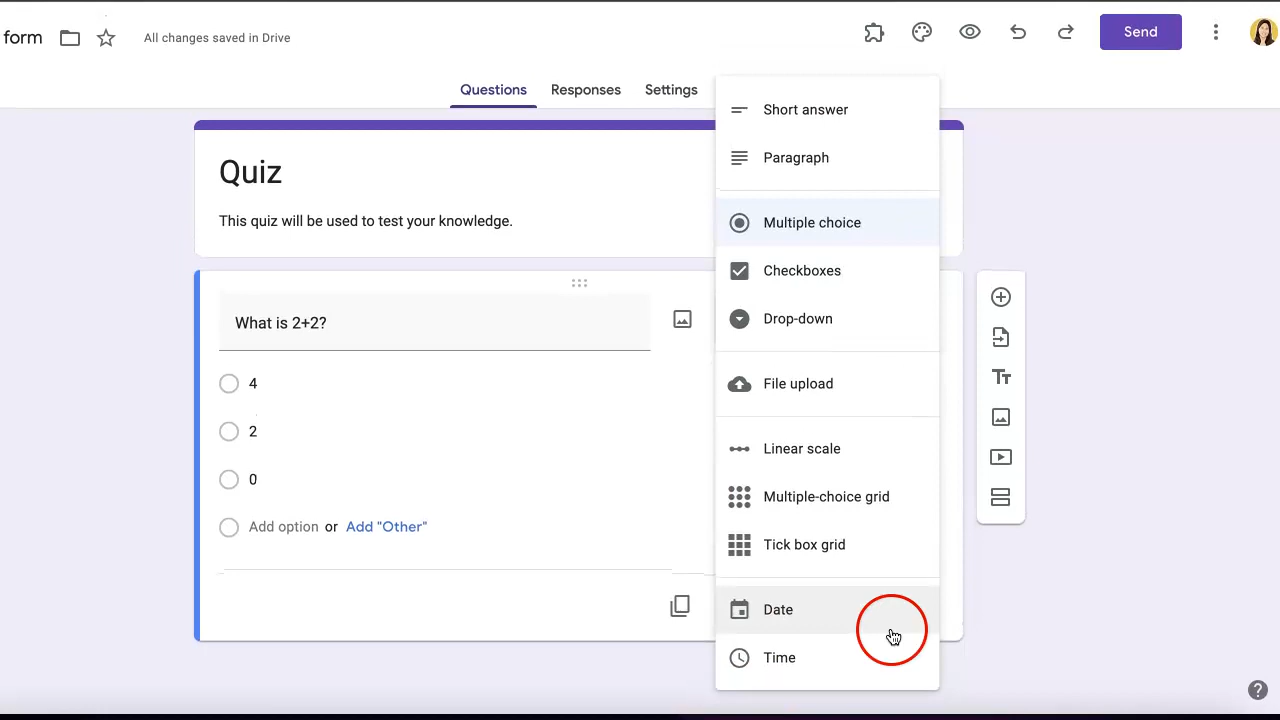 form
All changes saved in Drive
Send
Questions
Responses
Settings
Quiz
This quiz will be used to test your knowledge.
What is 2+2?
4
2
0
Add option or Add "Other"
Short answer
Paragraph
Multiple choice
Checkboxes
Drop-down
File upload
Linear scale
Multiple-choice grid
Tick box grid
Date
Time